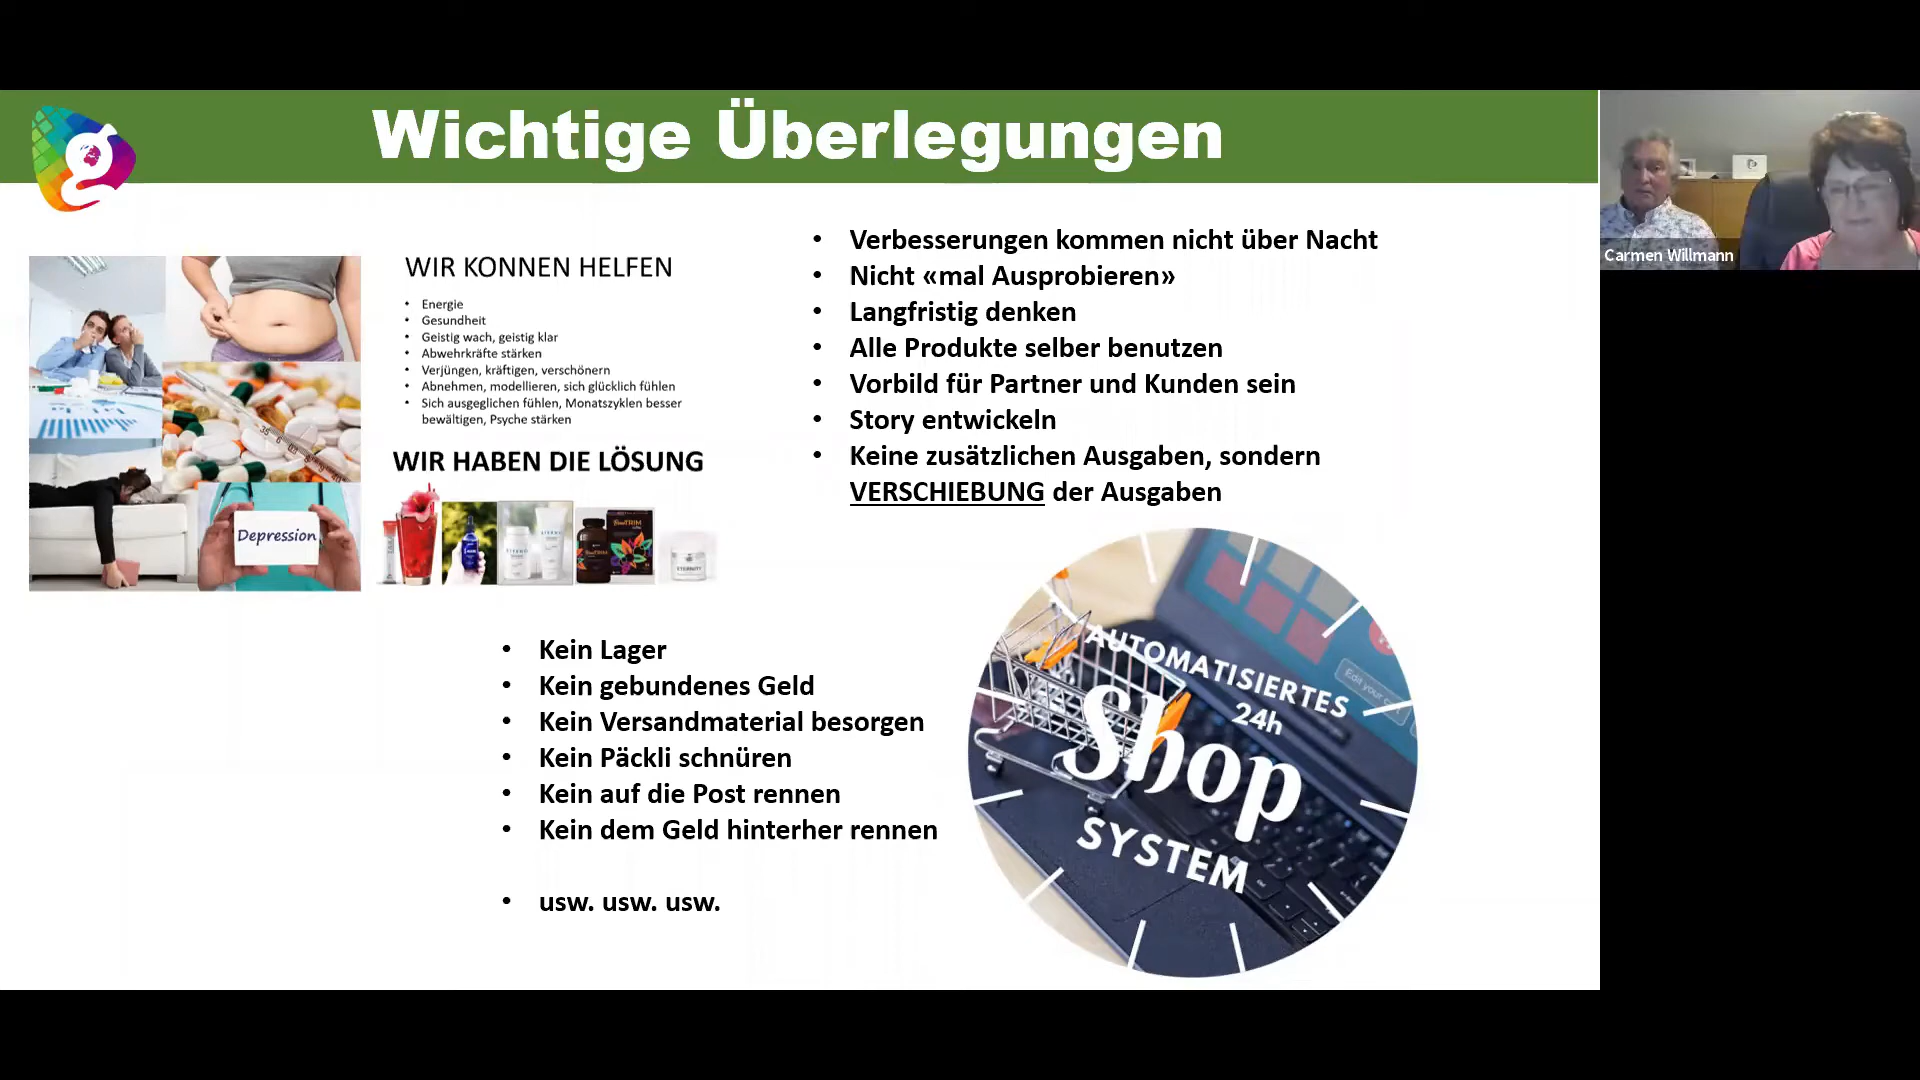 Wichtige Überlegungen
g
WIR KONNEN HELFEN
• Energie
• Gesundheit
• Geistig wach, geistig klar
• Abwehrkräfte stärken
• Verjüngen, kräftigen, verschönern
• Abnehmen, modellieren, sich glücklich fühlen
• Sich ausgeglichen fühlen, Monatszyklen besser
bewältigen, Psyche stärken
WIR HABEN DIE LÖSUNG
Depression
ETERNITY
• Verbesserungen kommen nicht über Nacht
• Nicht «mal Ausprobieren»
• Langfristig denken
• Alle Produkte selber benutzen
• Vorbild für Partner und Kunden sein
• Story entwickeln
• Keine zusätzlichen Ausgaben, sondern
VERSCHIEBUNG der Ausgaben
• Kein Lager
• Kein gebundenes Geld
• Kein Versandmaterial besorgen
• Kein Päckli schnüren
• Kein auf die Post rennen
• Kein dem Geld hinterher rennen
• usw. usw. usw.
AUTOMATISIERTES
24h
Shop
SYSTEM
Edit your
Carmen Willmann